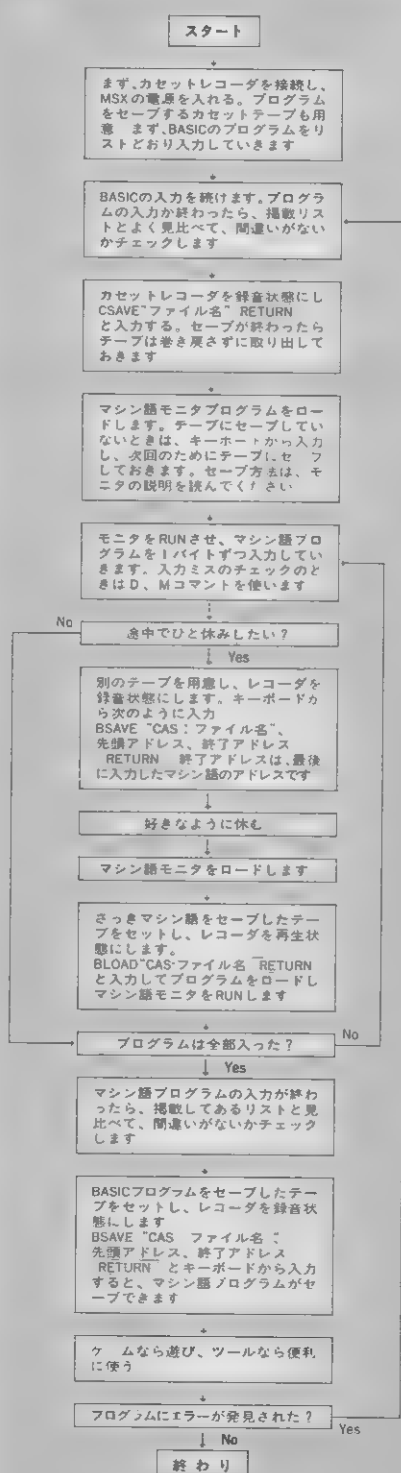 スタート
まず、カセットレコーダを接続し、
MSXの電源を入れる。プログラム
をセーブするカセットテープも用
意 まず、BASICのプログラムをリ
ストどおり入力していきます
BASICの入力を続けます。プログラ
ムの入力が終わったら、掲載リス
トとよく見比べて、間違いがない
かチェックします
カセットレコーダを録音状態にし
CSAVE"ファイル名" RETURN
と入力する。セーブが終わったら
テープは巻き戻さずに取り出して
おきます
マシン語モニタプログラムをロー
ドします。テープにセーブしてい
ないときは、キーボートから入力
し、次回のためにテープにセ フ
しておきます。セーブ方法は、モ
ニタの説明を読んでください
モニタをRUNさせ、マシン語プロ
グラムを1バイトずつ入力してい
きます。入力ミスのチェックのと
きはD、Mコマントを使います
No
途中でひと休みしたい？
Yes
別のテープを用意し、レコーダを
録音状態にします。キーボードか
ら次のように入力
BSAVE "CAS：ファイル名"、
先頭アドレス、終了アドレス
RETURN 終了アドレスは、最後
に入力したマシン語のアドレスです
好きなように休む
マシン語モニタをロードします
さっきマシン語をセーブしたテー
プをセットし、レコーダを再生状
態にします。
BLOAD"CAS・ファイル名 RETURN
と入力してプログラムをロードし
マシン語モニタをRUNします
プログラムは全部入った？
No
Yes
マシン語プログラムの入力が終わ
ったら、掲載してあるリストと見
比べて、間違いがないかチェック
します
BASICプログラムをセーブしたテー
プをセットし、レコーダを録音状
態にします
BSAVE "CAS ファイル名"、
先頭アドレス、終了アドレス
RETURN とキーボードから入力
すると、マシン語プログラムがセ
ーブできます
ケ ムなら遊び、ツールなら便利
に使う
フログラムにエラーが発見された？
Yes
No
終わり